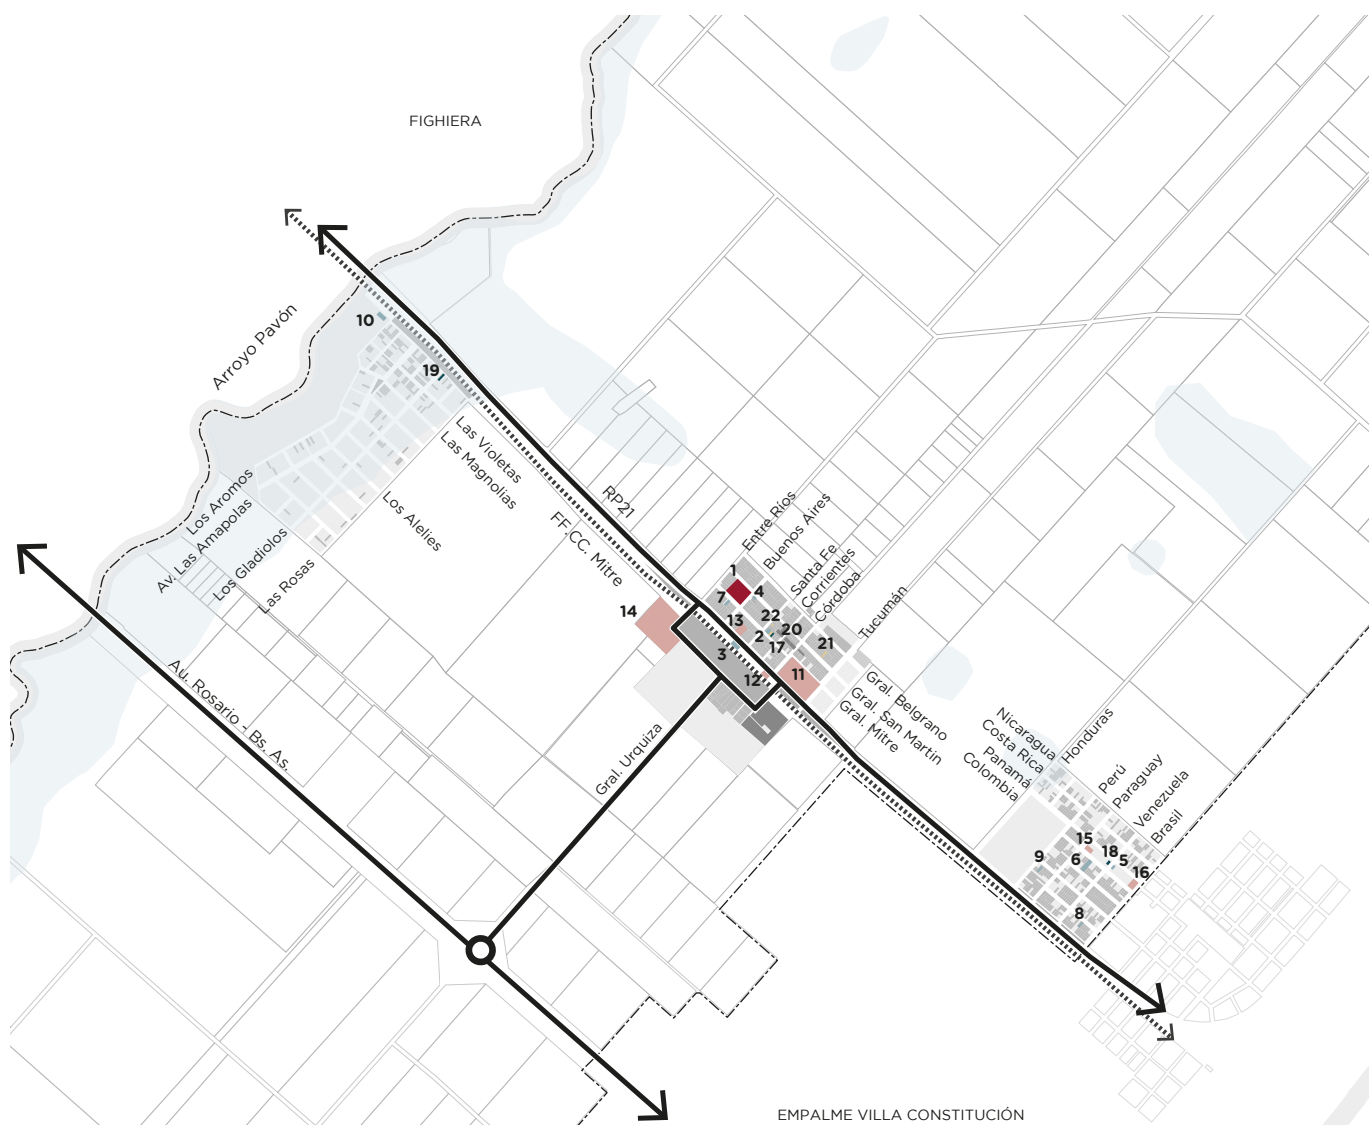 FIGHIERA
Arroyo Pavón
10
19
Las Violetas
Las Magnolias
Los Alelies
Los Aromos
Av. Las Amapolas
Los Gladiolos
Las Rosas
RP21
FF.CC. Mitre
Entre Ríos
Buenos Aires
Santa Fe
Corrientes
Córdoba
Tucumán
1
4
7
22
13
2
20
17
21
3
12
11
14
Gral. Belgrano
Gral. San Martin
Gral. Mitre
Gral. Urquiza
Au. Rosario - Bs. As.
Nicaragua
Costa Rica
Panamá
Colombia
Honduras
Perú
Paraguay
Venezuela
Brasil
15
18
9
6
5
16
8
EMPALME VILLA CONSTITUCIÓN